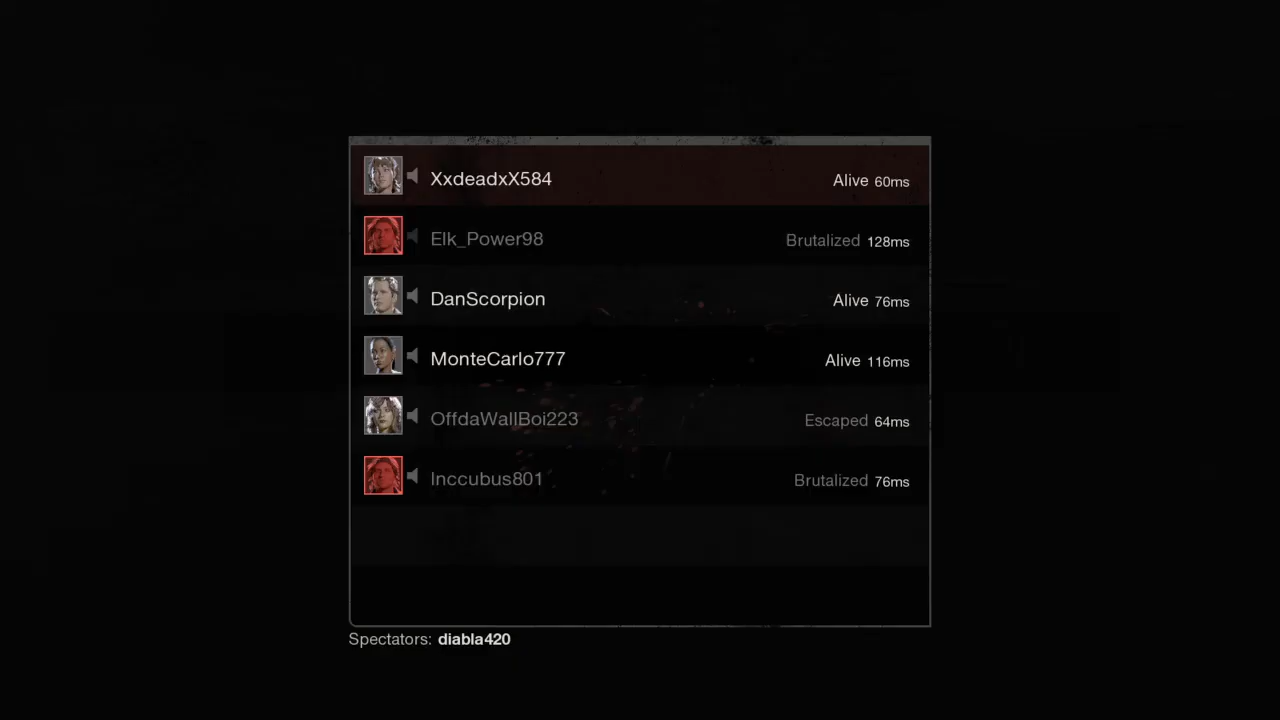 XxdeadxX584 Alive 60ms
Elk_Power98 Brutalized 128ms
DanScorpion Alive 76ms
MonteCarlo777 Alive 116ms
OffdaWallBoi223 Escaped 64ms
Inccubus801 Brutalized 76ms
Spectators: diabla420